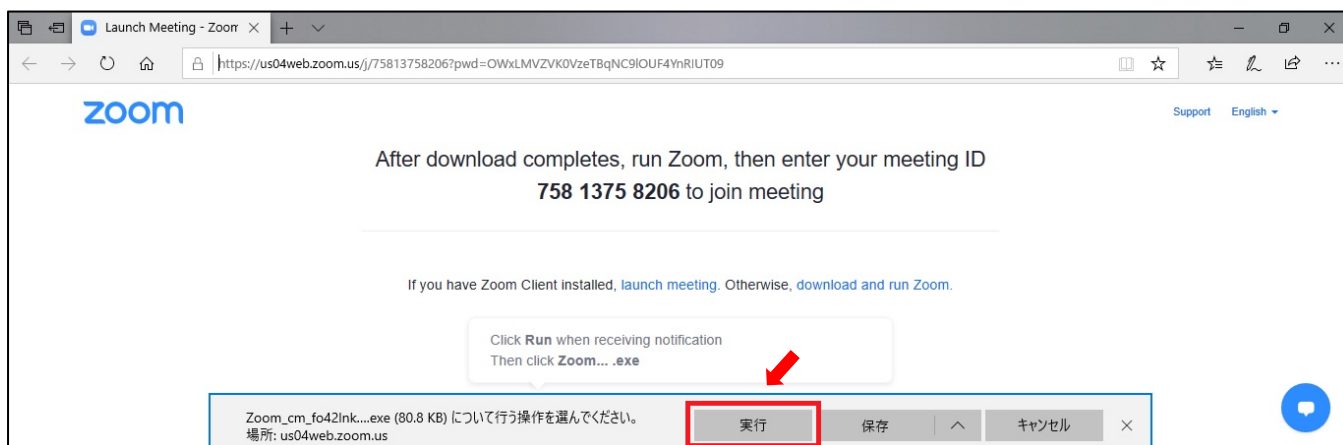 Launch Meeting - Zoom
https://us04web.zoom.us/j/75813758206?pwd=OWxLMVZVK0VzeTBqNC9lOUF4YnRIUT09
zoom
Support English
After download completes, run Zoom, then enter your meeting ID
758 1375 8206 to join meeting
If you have Zoom Client installed, launch meeting. Otherwise, download and run Zoom.
Click Run when receiving notification
Then click Zoom... .exe
Zoom_cm_fo42lnk....exe (80.8 KB) について行う操作を選んでください。
場所: us04web.zoom.us
実行
保存
キャンセル